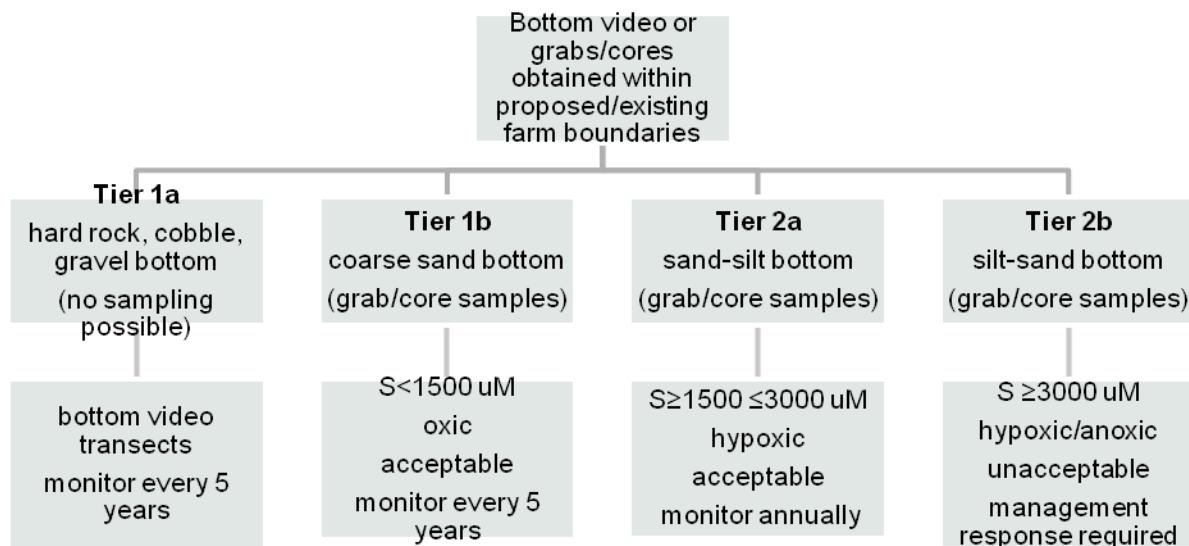 Bottom video or
grabs/cores
obtained within
proposed/existing
farm boundaries
Tier 1a
hard rock, cobble,
gravel bottom
(no sampling
possible)
Tier 1b
coarse sand bottom
(grab/core samples)
Tier 2a
sand-silt bottom
(grab/core samples)
Tier 2b
silt-sand bottom
(grab/core samples)
bottom video
transects
monitor every 5
years
S<1500 uM
oxic
acceptable
monitor every 5
years
S≥1500 ≤3000 uM
hypoxic
acceptable
monitor annually
S ≥3000 uM
hypoxic/anoxic
unacceptable
management
response required